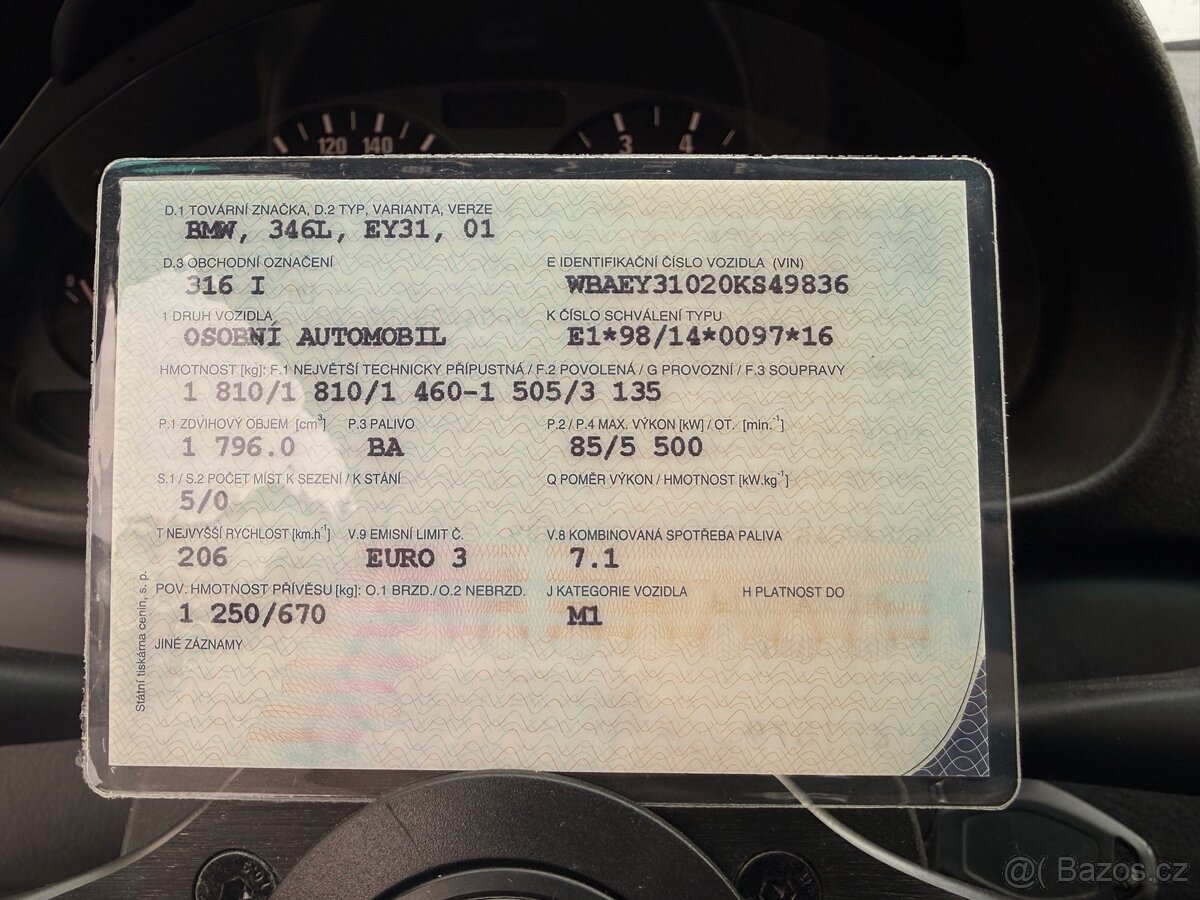 120 140
3 4
D.1 TOVÁRNÍ ZNAČKA, D.2 TYP, VARIANTA, VERZE
BMW, 346L, EY31, 01
D.3 OBCHODNÍ OZNAČENÍ E IDENTIFIKAČNÍ ČÍSLO VOZIDLA (VIN)
316 I WBAEY31020KS49836
1 DRUH VOZIDLA K ČÍSLO SCHVÁLENÍ TYPU
OSOBNÍ AUTOMOBIL E1*98/14*0097*16
HMOTNOST [kg]: F.1 NEJVĚTŠÍ TECHNICKY PŘÍPUSTNÁ / F.2 POVOLENÁ / G PROVOZNÍ / F.3 SOUPRAVY
1 810/1 810/1 460-1 505/3 135
P.1 ZDVIHOVÝ OBJEM [cm³] P.3 PALIVO P.2 / P.4 MAX. VÝKON [kW] / OT. [min.⁻¹]
1 796.0 BA 85/5 500
S.1 / S.2 POČET MÍST K SEZENÍ / K STÁNÍ Q POMĚR VÝKON / HMOTNOST [kW.kg⁻¹]
5/0
T NEJVYŠŠÍ RYCHLOST [km.h⁻¹] V.9 EMISNÍ LIMIT Č. V.8 KOMBINOVANÁ SPOTŘEBA PALIVA
206 EURO 3 7.1
POV. HMOTNOST PŘÍVĚSU [kg]: O.1 BRZD./O.2 NEBRZD. J KATEGORIE VOZIDLA H PLATNOST DO
1 250/670 M1
JINÉ ZÁZNAMY
Státní tiskárna cenin, s. p.
@( Bazos.cz